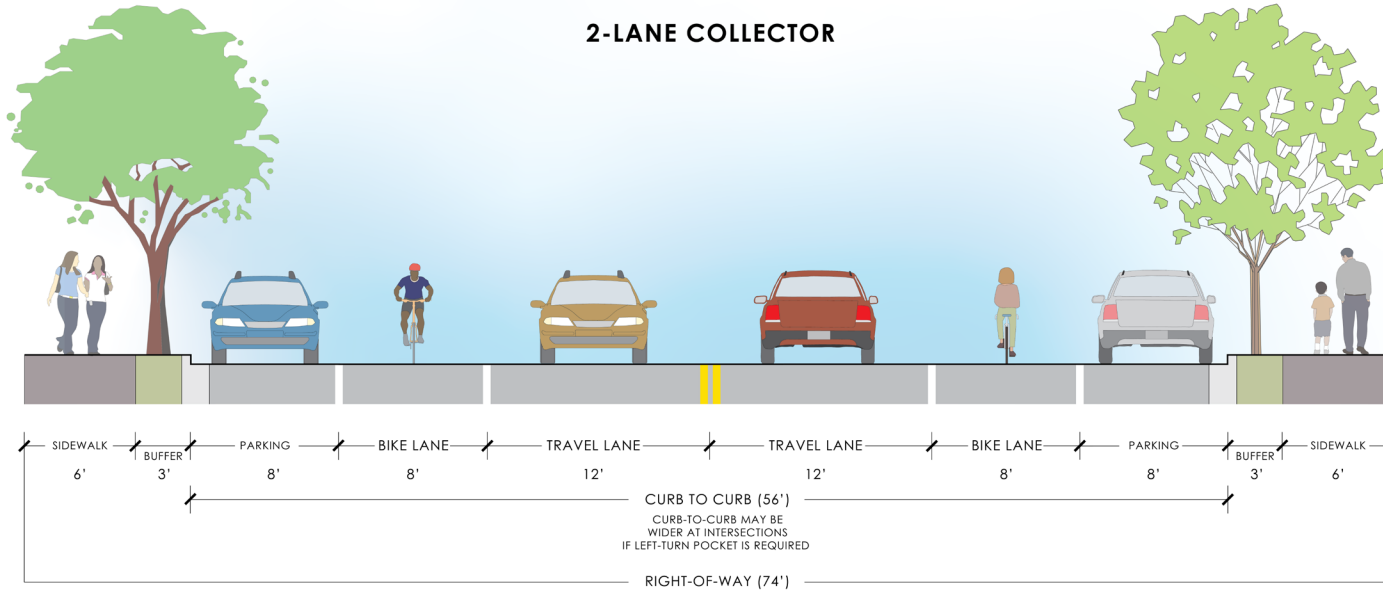 2-LANE COLLECTOR
SIDEWALK BUFFER PARKING BIKE LANE TRAVEL LANE TRAVEL LANE BIKE LANE PARKING BUFFER SIDEWALK
6' 3' 8' 8' 12' 12' 8' 8' 3' 6'
CURB TO CURB (56')
CURB-TO-CURB MAY BE
WIDER AT INTERSECTIONS
IF LEFT-TURN POCKET IS REQUIRED
RIGHT-OF-WAY (74')